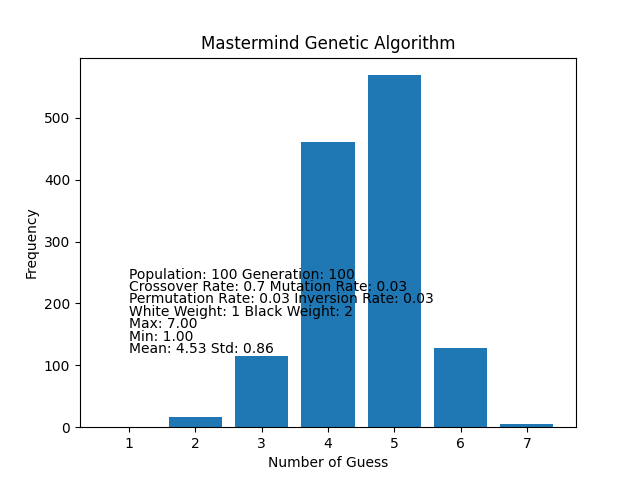 Mastermind Genetic Algorithm
Frequency
500
400
300
200
100
0
Population: 100 Generation: 100
Crossover Rate: 0.7 Mutation Rate: 0.03
Permutation Rate: 0.03 Inversion Rate: 0.03
White Weight: 1 Black Weight: 2
Max: 7.00
Min: 1.00
Mean: 4.53 Std: 0.86
1 2 3 4 5 6 7
Number of Guess